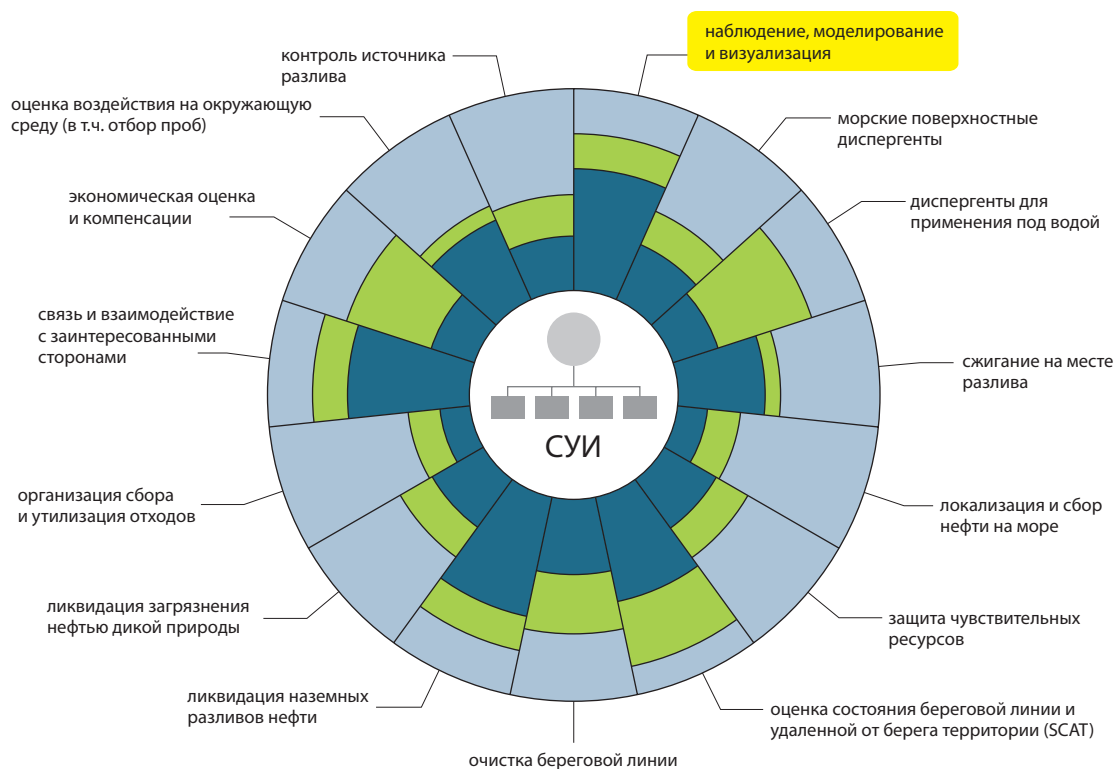 наблюдение, моделирование
и визуализация
контроль источника
разлива
оценка воздействия на окружающую
среду (в т.ч. отбор проб)
морские поверхностные
диспергенты
экономическая оценка
и компенсации
диспергенты для
применения под водой
связь и взаимодействие
с заинтересованными
сторонами
сжигание на месте
разлива
СУИ
организация сбора
и утилизация отходов
локализация и сбор
нефти на море
ликвидация загрязнения
нефтью дикой природы
защита чувствительных
ресурсов
ликвидация наземных
разливов нефти
оценка состояния береговой линии и
удаленной от берега территории (SCAT)
очистка береговой линии